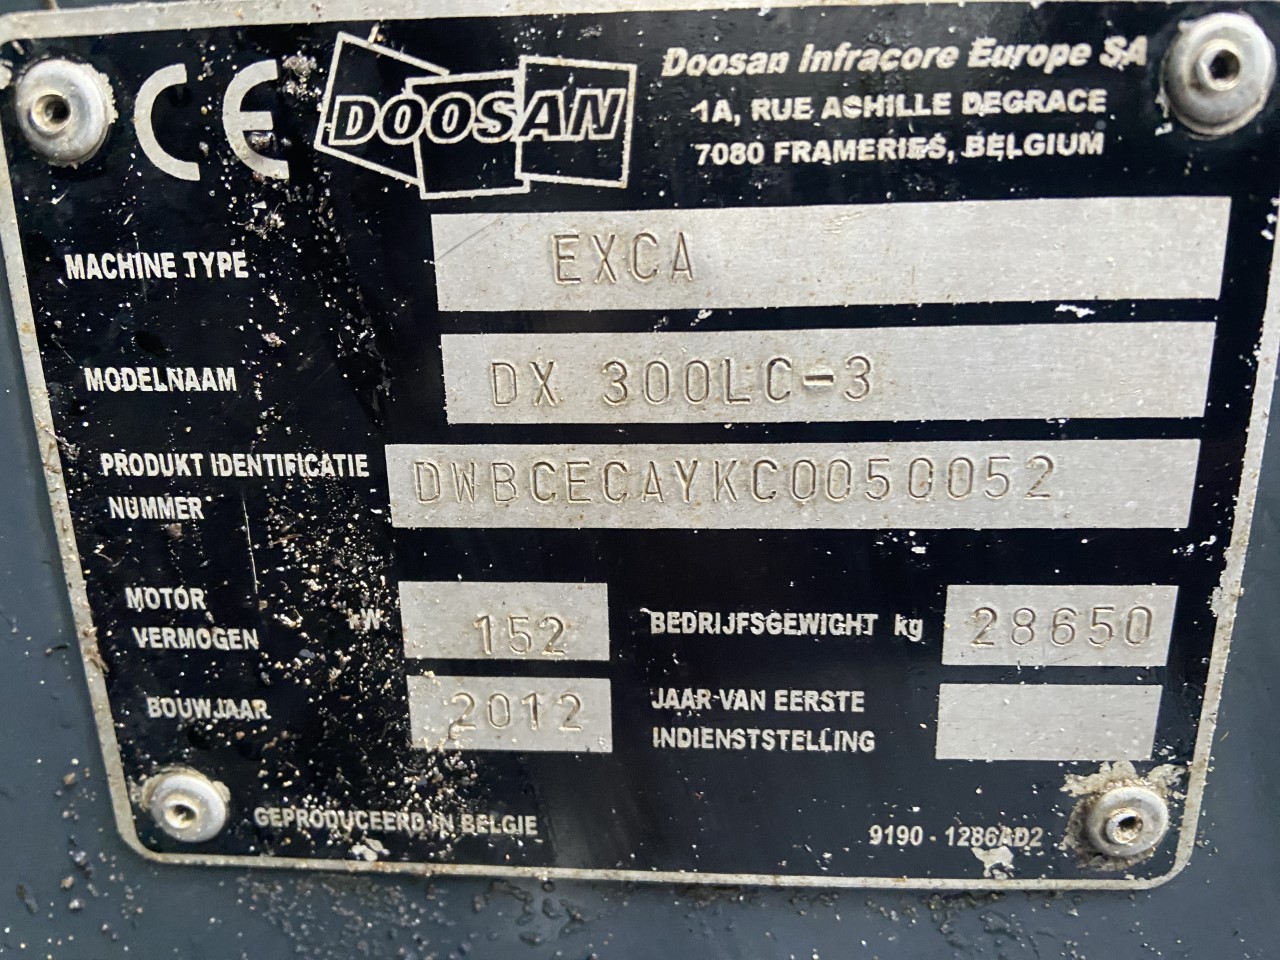 CE DOOSAN Doosan Infracore Europe SA
1A, RUE ACHILLE DEGRACE
7080 FRAMERIES, BELGIUM
MACHINE TYPE EXCA
MODELNAAM DX 300LC-3
PRODUKT IDENTIFICATIE NUMMER DWBCECAYKC0050052
MOTOR VERMOGEN kW 152
BEDRIJFSGEWICHT kg 28650
BOUWJAAR 2012
JAAR VAN EERSTE
INDIENSTSTELLING
GEPRODUCEERD IN BELGIE
9190 - 1286AD2